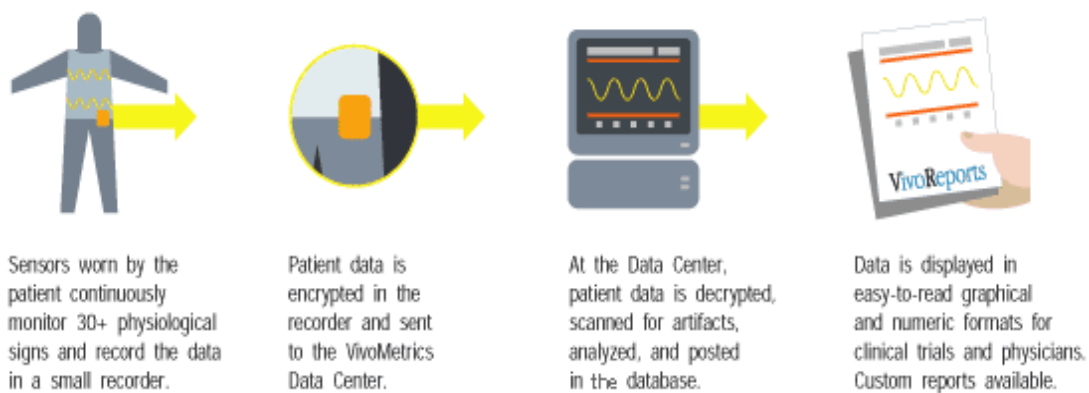 VivoReports
Sensors worn by the
patient continuously
monitor 30+ physiological
signs and record the data
in a small recorder.
Patient data is
encrypted in the
recorder and sent
to the VivoMetrics
Data Center.
At the Data Center,
patient data is decrypted,
scanned for artifacts,
analyzed, and posted
in the database.
Data is displayed in
easy-to-read graphical
and numeric formats for
clinical trials and physicians.
Custom reports available.